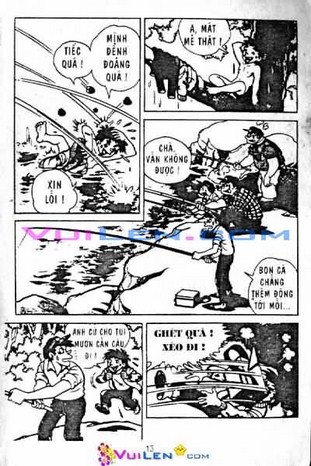 TIẾC
QUÁ !
MÌNH
ĐỂNH
ĐOẢNG
QUÁ !
XIN
LỖI !
A, MÁT
MẺ THẬT !
CHÀ,
VẪN KHÔNG
ĐƯỢC !
VUILEN.COM
BỌN CÁ
CHẲNG
THÈM ĐỘNG
TỚI MỒI...
ANH CỨ CHO TUI
MƯỢN CẦN CÂU
ĐI !
GHÉT QUÁ !
XÉO ĐI !
13
VUILEN.COM